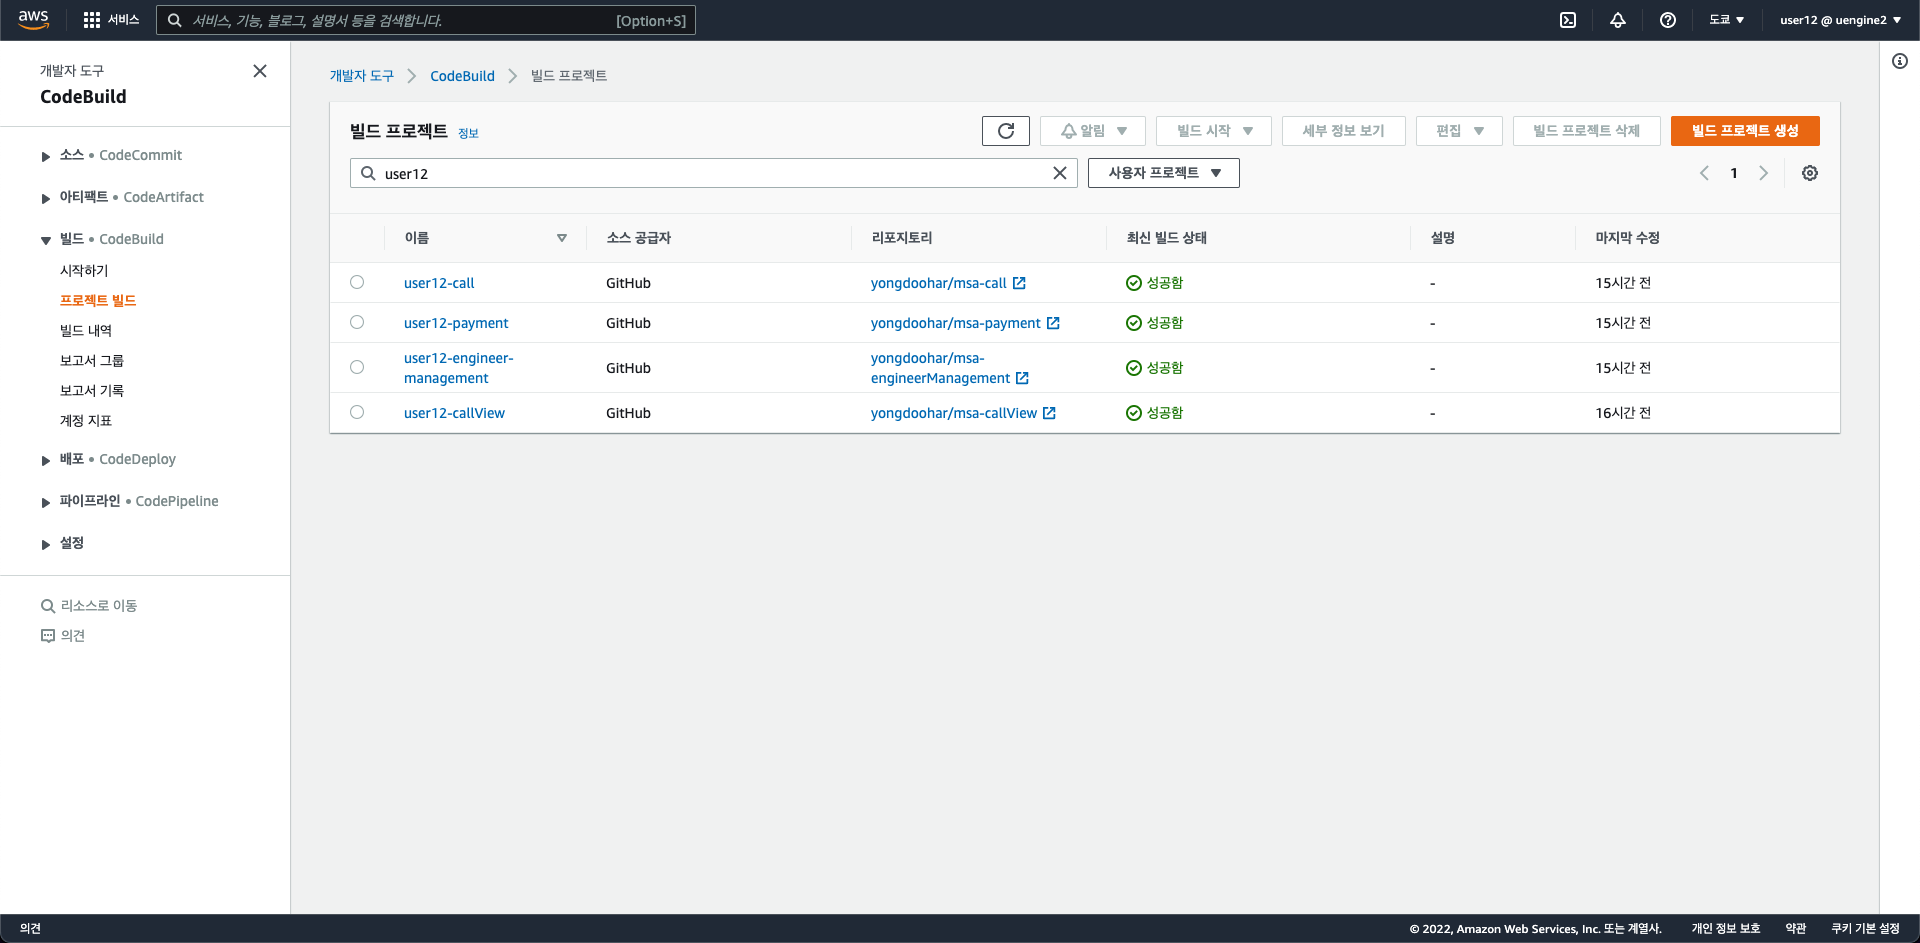 aws
서비스
서비스, 기능, 블로그, 설명서 등을 검색합니다.
[Option+S]
도쿄
user12 @ uengine2
개발자 도구
CodeBuild
소스 • CodeCommit
아티팩트 • CodeArtifact
빌드 • CodeBuild
시작하기
프로젝트 빌드
빌드 내역
보고서 그룹
보고서 기록
계정 지표
배포 • CodeDeploy
파이프라인 • CodePipeline
설정
리소스로 이동
의견
개발자 도구
CodeBuild
빌드 프로젝트
빌드 프로젝트 정보
알림
빌드 시작
세부 정보 보기
편집
빌드 프로젝트 삭제
빌드 프로젝트 생성
user12
사용자 프로젝트
1
이름 소스 공급자 리포지토리 최신 빌드 상태 설명 마지막 수정
user12-call GitHub yongdoohar/msa-call 성공함 - 15시간 전
user12-payment GitHub yongdoohar/msa-payment 성공함 - 15시간 전
user12-engineer-
management
GitHub
yongdoohar/msa-
engineerManagement
성공함 - 15시간 전
user12-callView GitHub yongdoohar/msa-callView 성공함 - 16시간 전
의견
© 2022, Amazon Web Services, Inc. 또는 계열사.
개인 정보 보호
약관
쿠키 기본 설정